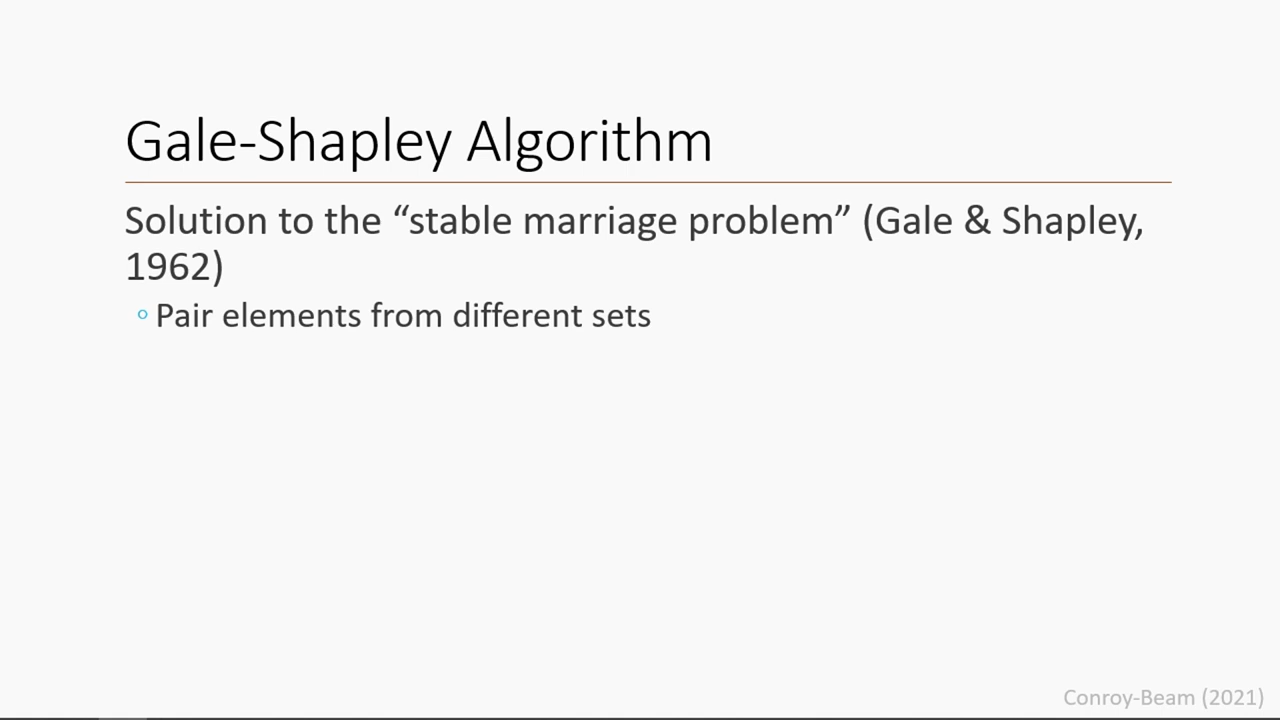 Gale-Shapley Algorithm
Solution to the “stable marriage problem” (Gale & Shapley,
1962)
◦ Pair elements from different sets
Conroy-Beam (2021)